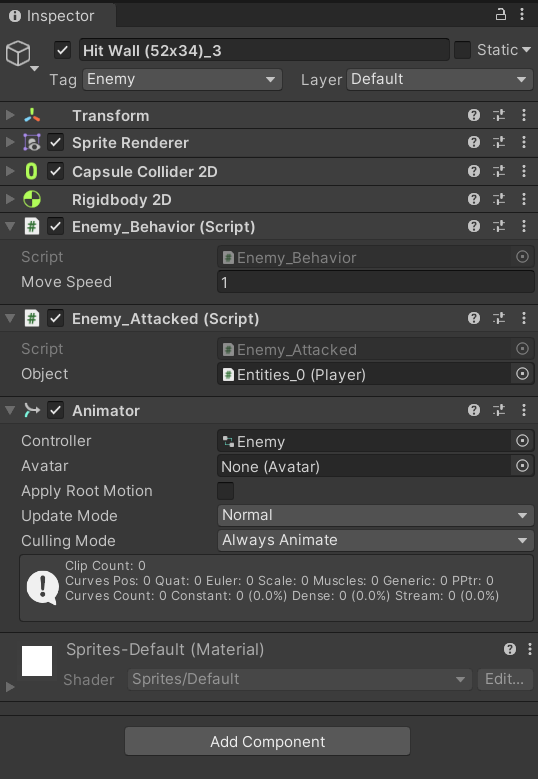 Inspector
Hit Wall (52x34)_3 Static
Tag Enemy Layer Default
Transform
Sprite Renderer
Capsule Collider 2D
Rigidbody 2D
Enemy_Behavior (Script)
Script Enemy_Behavior
Move Speed 1
Enemy_Attacked (Script)
Script Enemy_Attacked
Object Entities_0 (Player)
Animator
Controller Enemy
Avatar None (Avatar)
Apply Root Motion
Update Mode Normal
Culling Mode Always Animate
Clip Count: 0
Curves Pos: 0 Quat: 0 Euler: 0 Scale: 0 Muscles: 0 Generic: 0 PPtr: 0
Curves Count: 0 Constant: 0 (0.0%) Dense: 0 (0.0%) Stream: 0 (0.0%)
Sprites-Default (Material)
Shader Sprites/Default Edit...
Add Component